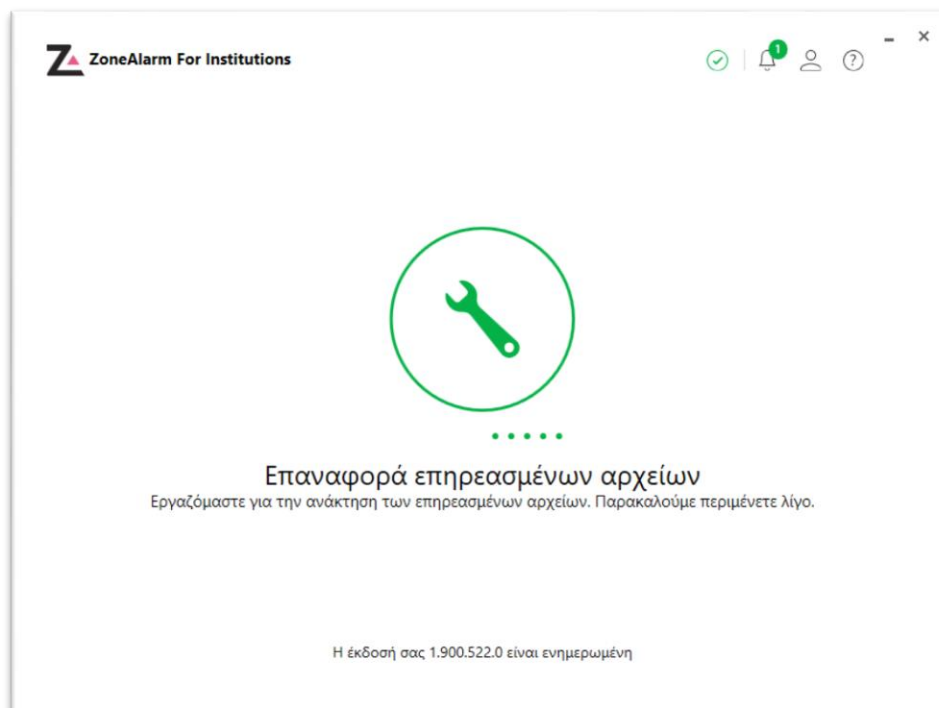 ZoneAlarm For Institutions
1
?
Επαναφορά επηρεασμένων αρχείων
Εργαζόμαστε για την ανάκτηση των επηρεασμένων αρχείων. Παρακαλούμε περιμένετε λίγο.
Η έκδοσή σας 1.900.522.0 είναι ενημερωμένη